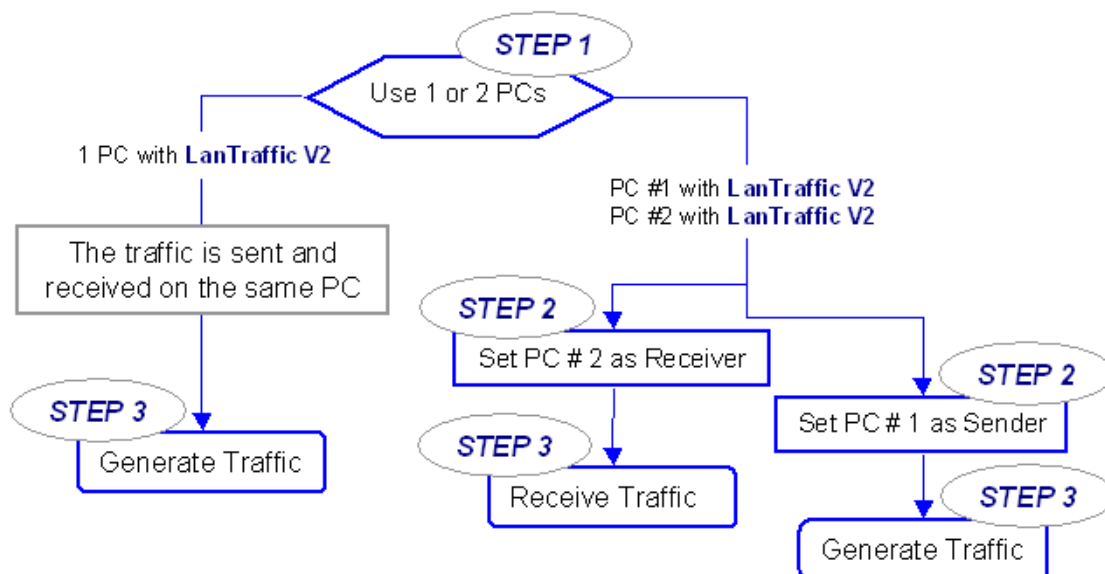 STEP 1
Use 1 or 2 PCs
1 PC with LanTraffic V2
The traffic is sent and
received on the same PC
STEP 3
Generate Traffic
PC #1 with LanTraffic V2
PC #2 with LanTraffic V2
STEP 2
Set PC # 2 as Receiver
STEP 3
Receive Traffic
STEP 2
Set PC # 1 as Sender
STEP 3
Generate Traffic